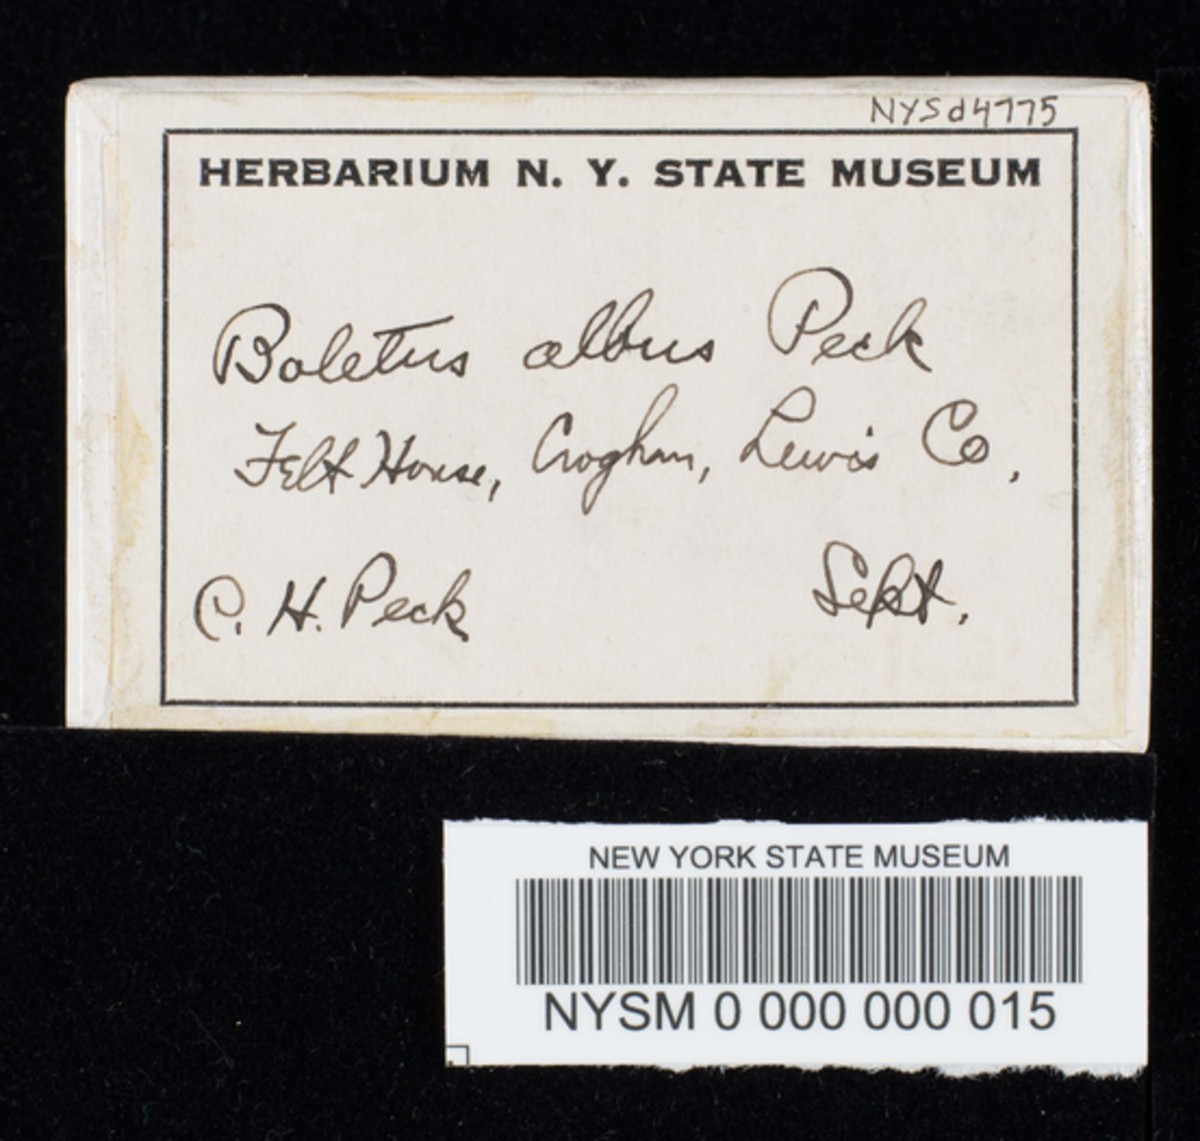 NYSd4775
HERBARIUM N. Y. STATE MUSEUM
Boletus albus Peck
Felt House, Croghan, Lewis Co,
C. H. Peck Sept.
NEW YORK STATE MUSEUM
NYSM 0 000 000 015